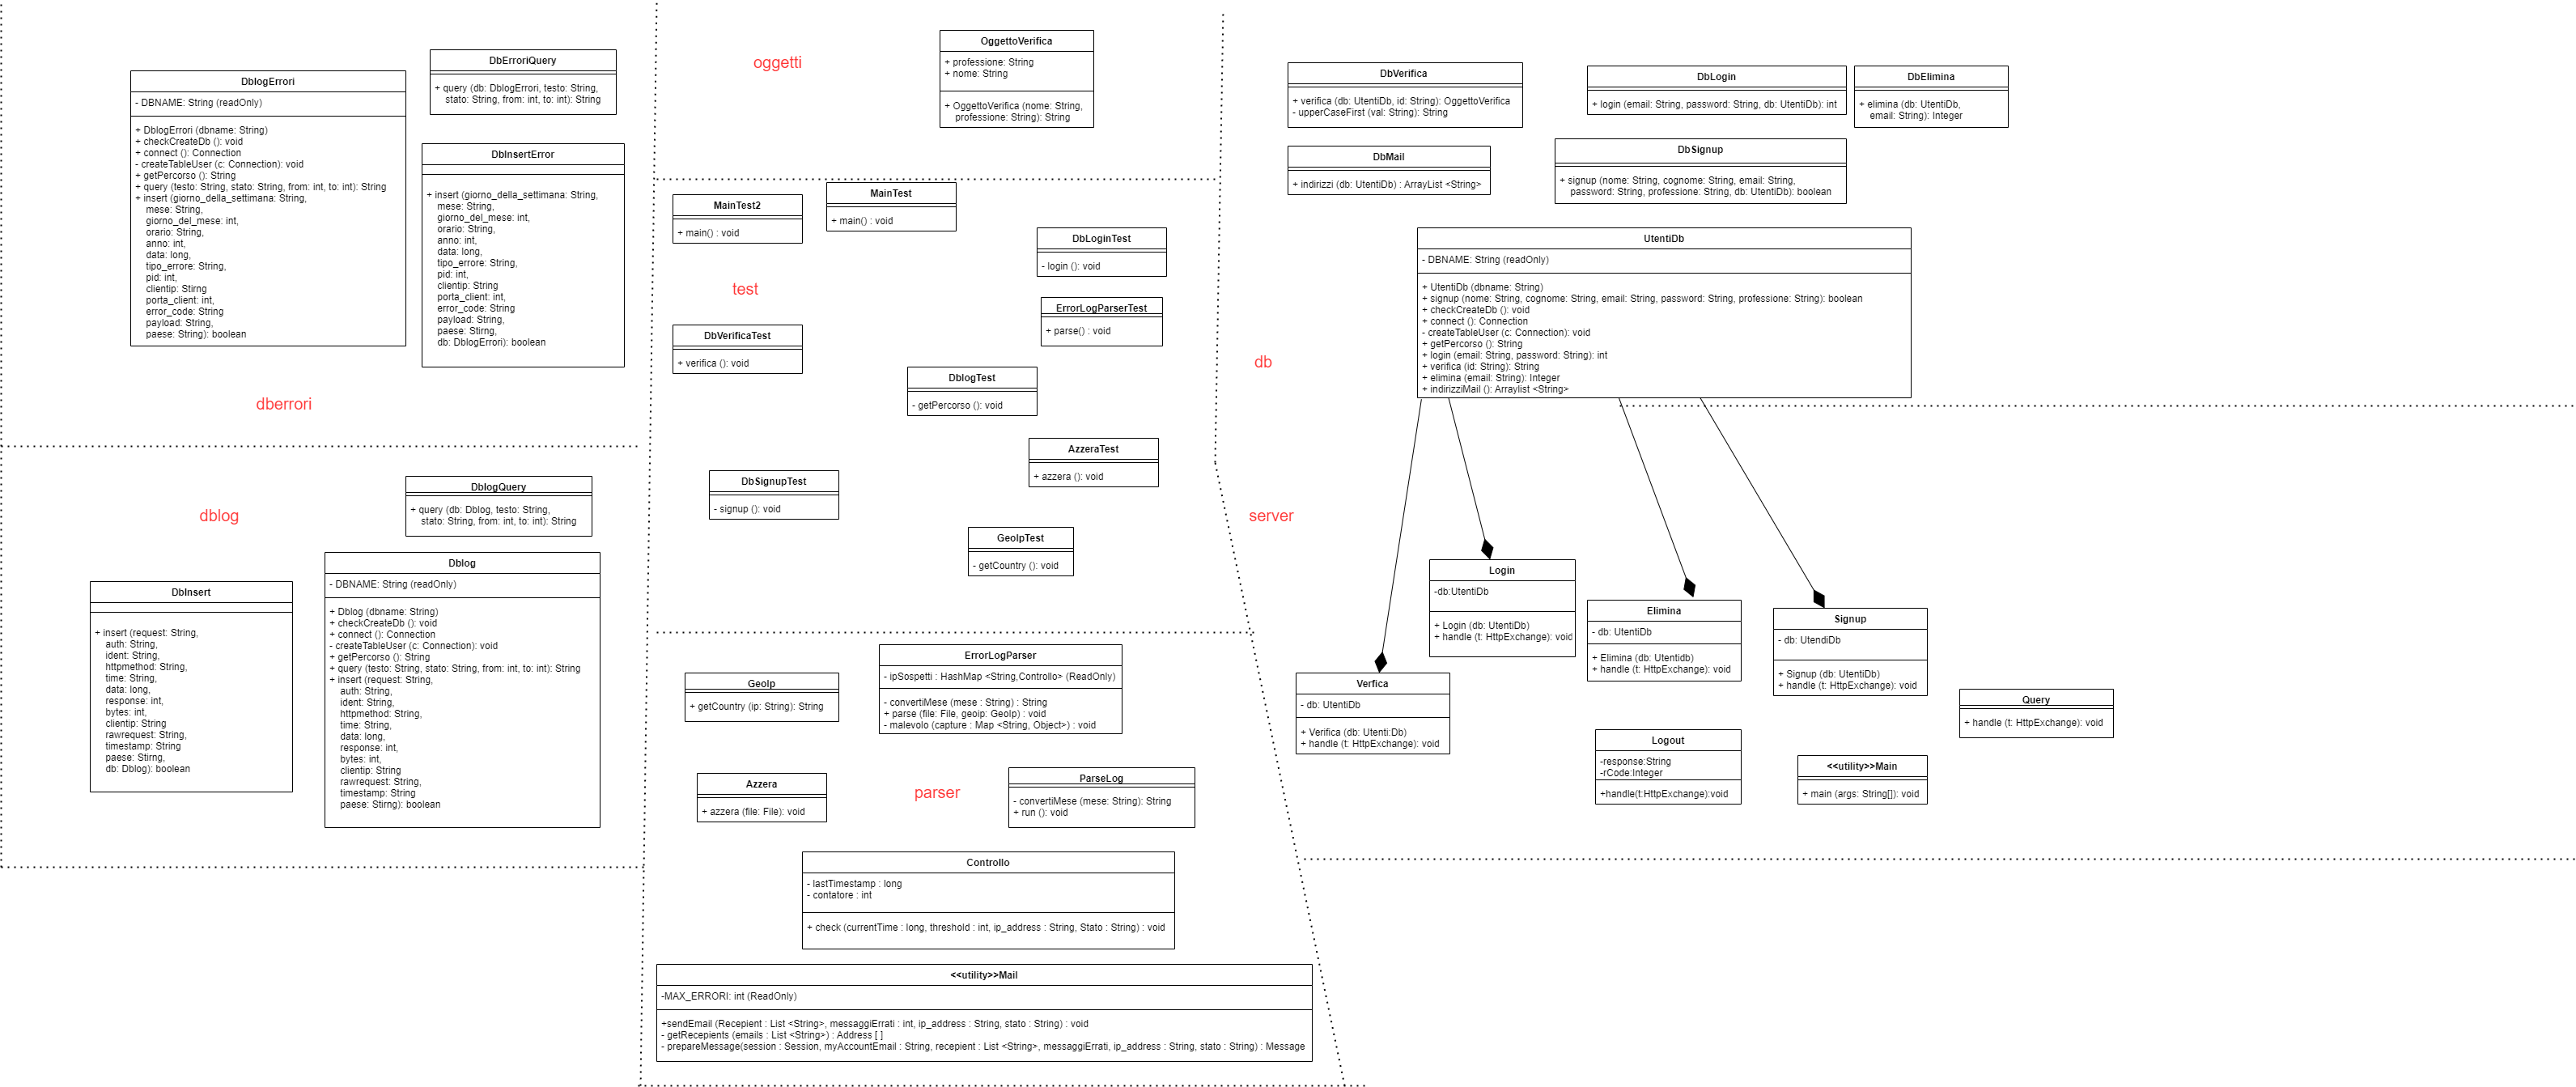 DblogErrori
- DBNAME: String (readOnly)
+ DblogErrori (dbname: String)
+ checkCreateDb (): void
+ connect (): Connection
- createTableUser (c: Connection): void
+ getPercorso (): String
+ query (testo: String, stato: String, from: int, to: int): String
+ insert (giorno_della_settimana: String,
mese: String,
giorno_del_mese: int,
orario: String,
anno: int,
data: long,
tipo_errore: String,
pid: int,
clientip: Stirng
porta_client: int,
error_code: String
payload: String,
paese: String): boolean
DbErroriQuery
+ query (db: DblogErrori, testo: String,
stato: String, from: int, to: int): String
DbInsertError
+ insert (giorno_della_settimana: String,
mese: String,
giorno_del_mese: int,
orario: String,
anno: int,
data: long,
tipo_errore: String,
pid: int,
clientip: String
porta_client: int,
error_code: String
payload: String,
paese: Stirng,
db: DblogErrori): boolean
dberrori
dblog
DblogQuery
+ query (db: Dblog, testo: String,
stato: String, from: int, to: int): String
DbInsert
+ insert (request: String,
auth: String,
ident: String,
httpmethod: String,
time: String,
data: long,
response: int,
bytes: int,
clientip: String
rawrequest: String,
timestamp: String
paese: Stirng,
db: Dblog): boolean
Dblog
- DBNAME: String (readOnly)
+ Dblog (dbname: String)
+ checkCreateDb (): void
+ connect (): Connection
- createTableUser (c: Connection): void
+ getPercorso (): String
+ query (testo: String, stato: String, from: int, to: int): String
+ insert (request: String,
auth: String,
ident: String,
httpmethod: String,
time: String,
data: long,
response: int,
bytes: int,
clientip: String
rawrequest: String,
timestamp: String
paese: Stirng): boolean
oggetti
OggettoVerifica
+ professione: String
+ nome: String
+ OggettoVerifica (nome: String,
professione: String): String
MainTest2
+ main() : void
MainTest
+ main() : void
DbLoginTest
- login (): void
test
ErrorLogParserTest
+ parse() : void
DbVerificaTest
+ verifica (): void
DblogTest
- getPercorso (): void
AzzeraTest
+ azzera (): void
DbSignupTest
- signup (): void
GeoIpTest
- getCountry (): void
GeoIp
+ getCountry (ip: String): String
ErrorLogParser
- ipSospetti : HashMap <String,Controllo> (ReadOnly)
- convertiMese (mese : String) : String
+ parse (file: File, geoip: GeoIp) : void
- malevolo (capture : Map <String, Object>) : void
Azzera
+ azzera (file: File): void
parser
ParseLog
- convertiMese (mese: String): String
+ run (): void
Controllo
- lastTimestamp : long
- contatore : int
+ check (currentTime : long, threshold : int, ip_address : String, Stato : String) : void
<<utility>>Mail
-MAX_ERRORI: int (ReadOnly)
+sendEmail (Recepient : List <String>, messaggiErrati : int, ip_address : String, stato : String) : void
- getRecepients (emails : List <String>) : Address [ ]
- prepareMessage(session : Session, myAccountEmail : String, recepient : List <String>, messaggiErrati, ip_address : String, stato : String) : Message
DbVerifica
+ verifica (db: UtentiDb, id: String): OggettoVerifica
- upperCaseFirst (val: String): String
DbLogin
+ login (email: String, password: String, db: UtentiDb): int
DbElimina
+ elimina (db: UtentiDb,
email: String): Integer
DbMail
+ indirizzi (db: UtentiDb) : ArrayList <String>
DbSignup
+ signup (nome: String, cognome: String, email: String,
password: String, professione: String, db: UtentiDb): boolean
UtentiDb
- DBNAME: String (readOnly)
+ UtentiDb (dbname: String)
+ signup (nome: String, cognome: String, email: String, password: String, professione: String): boolean
+ checkCreateDb (): void
+ connect (): Connection
- createTableUser (c: Connection): void
+ getPercorso (): String
+ login (email: String, password: String): int
+ verifica (id: String): String
+ elimina (email: String): Integer
+ indirizziMail (): Arraylist <String>
db
server
Login
-db:UtentiDb
+ Login (db: UtentiDb)
+ handle (t: HttpExchange): void
Elimina
- db: UtentiDb
+ Elimina (db: Utentidb)
+ handle (t: HttpExchange): void
Signup
- db: UtendiDb
+ Signup (db: UtentiDb)
+ handle (t: HttpExchange): void
Verfica
- db: UtentiDb
+ Verifica (db: Utenti:Db)
+ handle (t: HttpExchange): void
Query
+ handle (t: HttpExchange): void
Logout
-response:String
-rCode:Integer
+handle(t:HttpExchange):void
<<utility>>Main
+ main (args: String[]): void